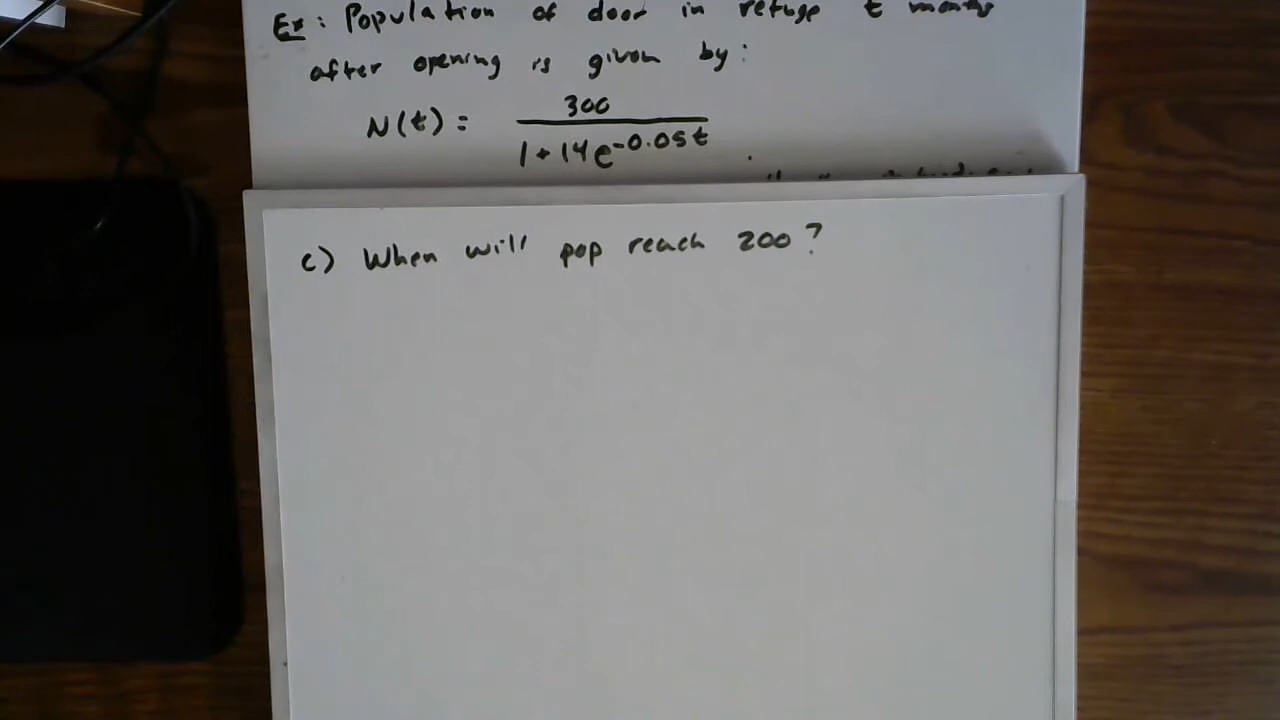 Ex: Population of deer in refuge t months
after opening is given by:
N(t) = 300 / 1 + 14e^-0.05t
c) When will pop reach 200?